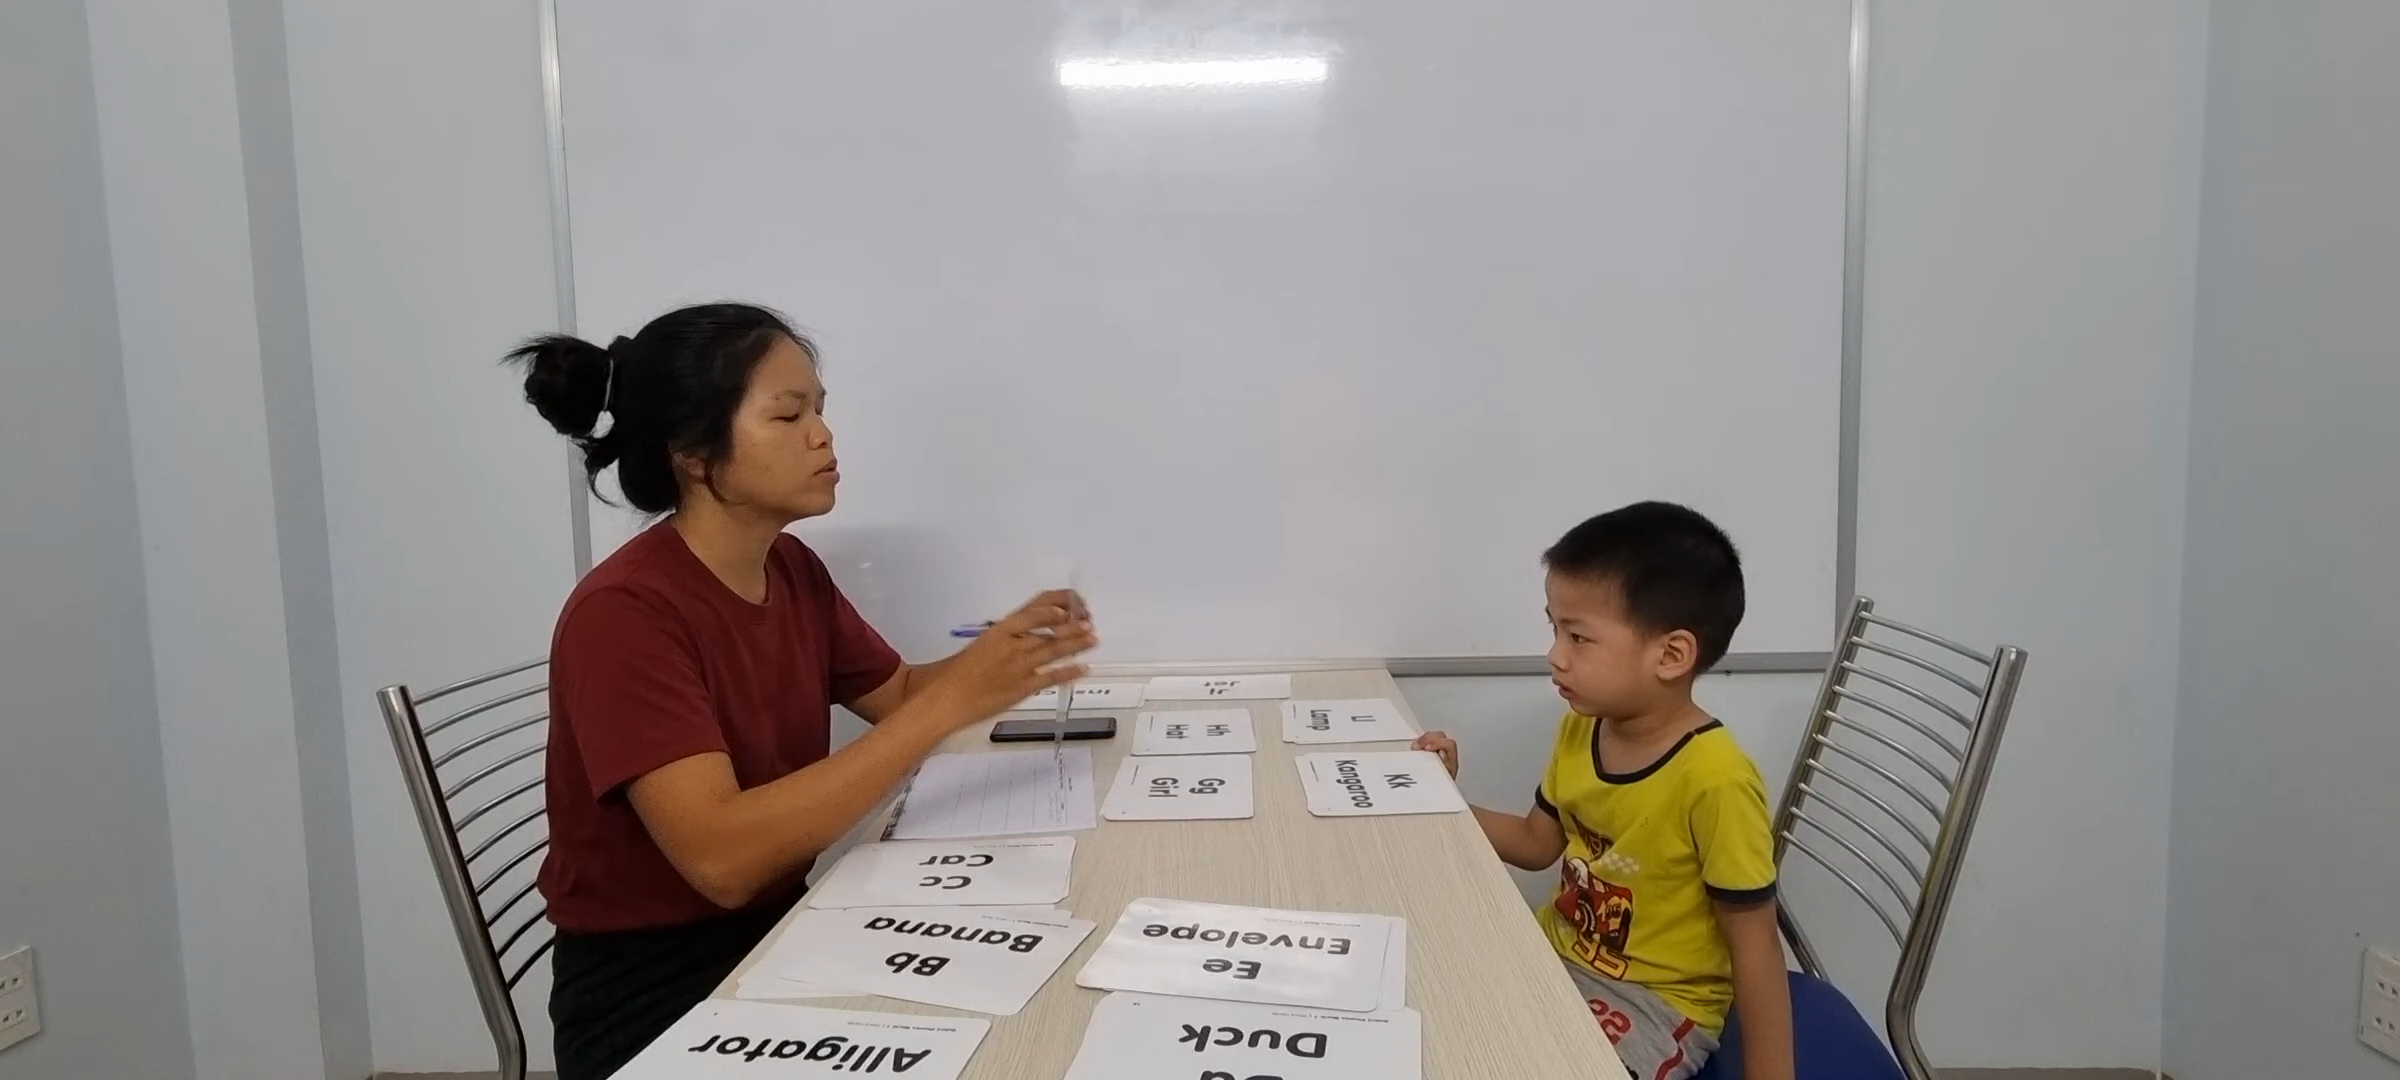 Jj
Jet
Ll
Lamp
Hh
Hat
Kk
Kangaroo
Gg
Girl
Cc
Car
Bb
Banana
Ee
Envelope
Alligator
Duck